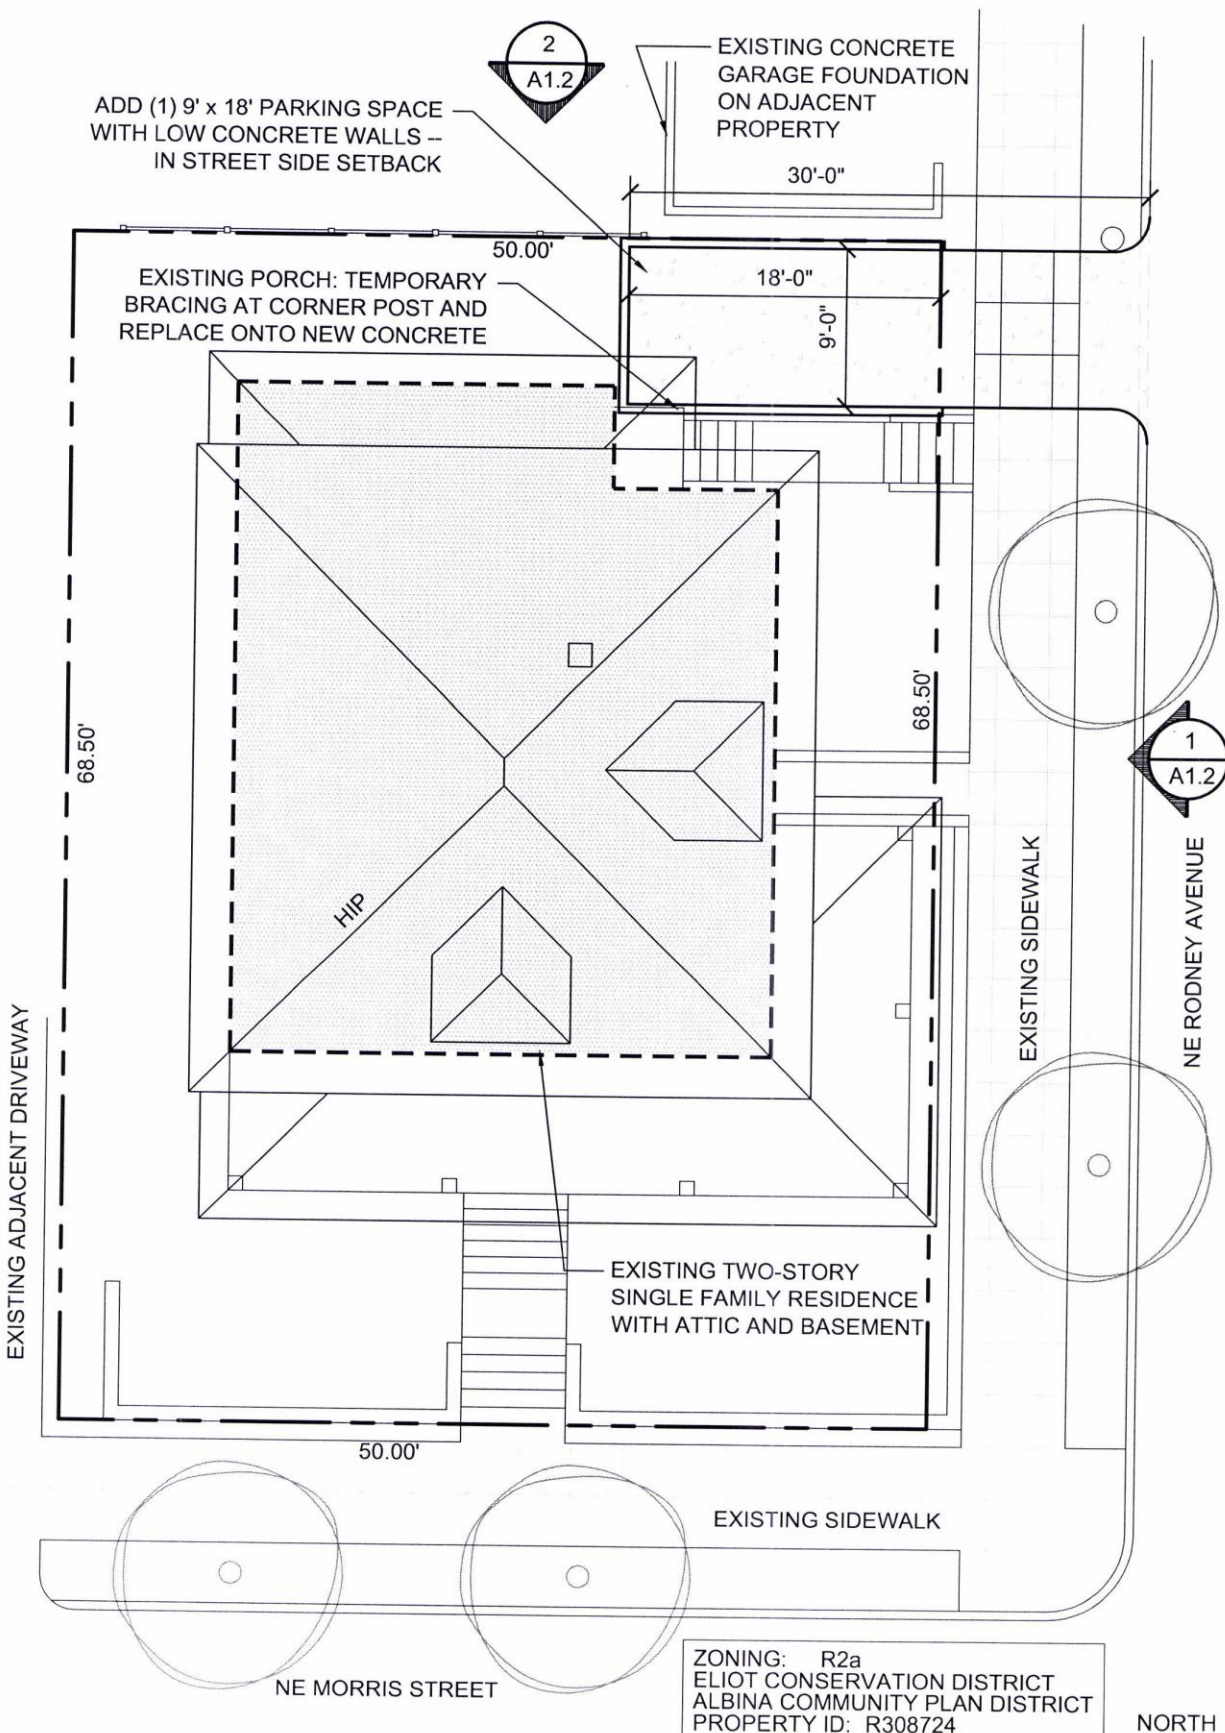 2
A1.2
EXISTING CONCRETE
GARAGE FOUNDATION
ON ADJACENT
PROPERTY
ADD (1) 9' x 18' PARKING SPACE
WITH LOW CONCRETE WALLS --
IN STREET SIDE SETBACK
30'-0"
50.00'
EXISTING PORCH: TEMPORARY
BRACING AT CORNER POST AND
REPLACE ONTO NEW CONCRETE
18'-0"
9'-0"
68.50'
68.50'
1
A1.2
HIP
EXISTING SIDEWALK
NE RODNEY AVENUE
EXISTING ADJACENT DRIVEWAY
EXISTING TWO-STORY
SINGLE FAMILY RESIDENCE
WITH ATTIC AND BASEMENT
50.00'
EXISTING SIDEWALK
NE MORRIS STREET
ZONING: R2a
ELIOT CONSERVATION DISTRICT
ALBINA COMMUNITY PLAN DISTRICT
PROPERTY ID: R308724
NORTH